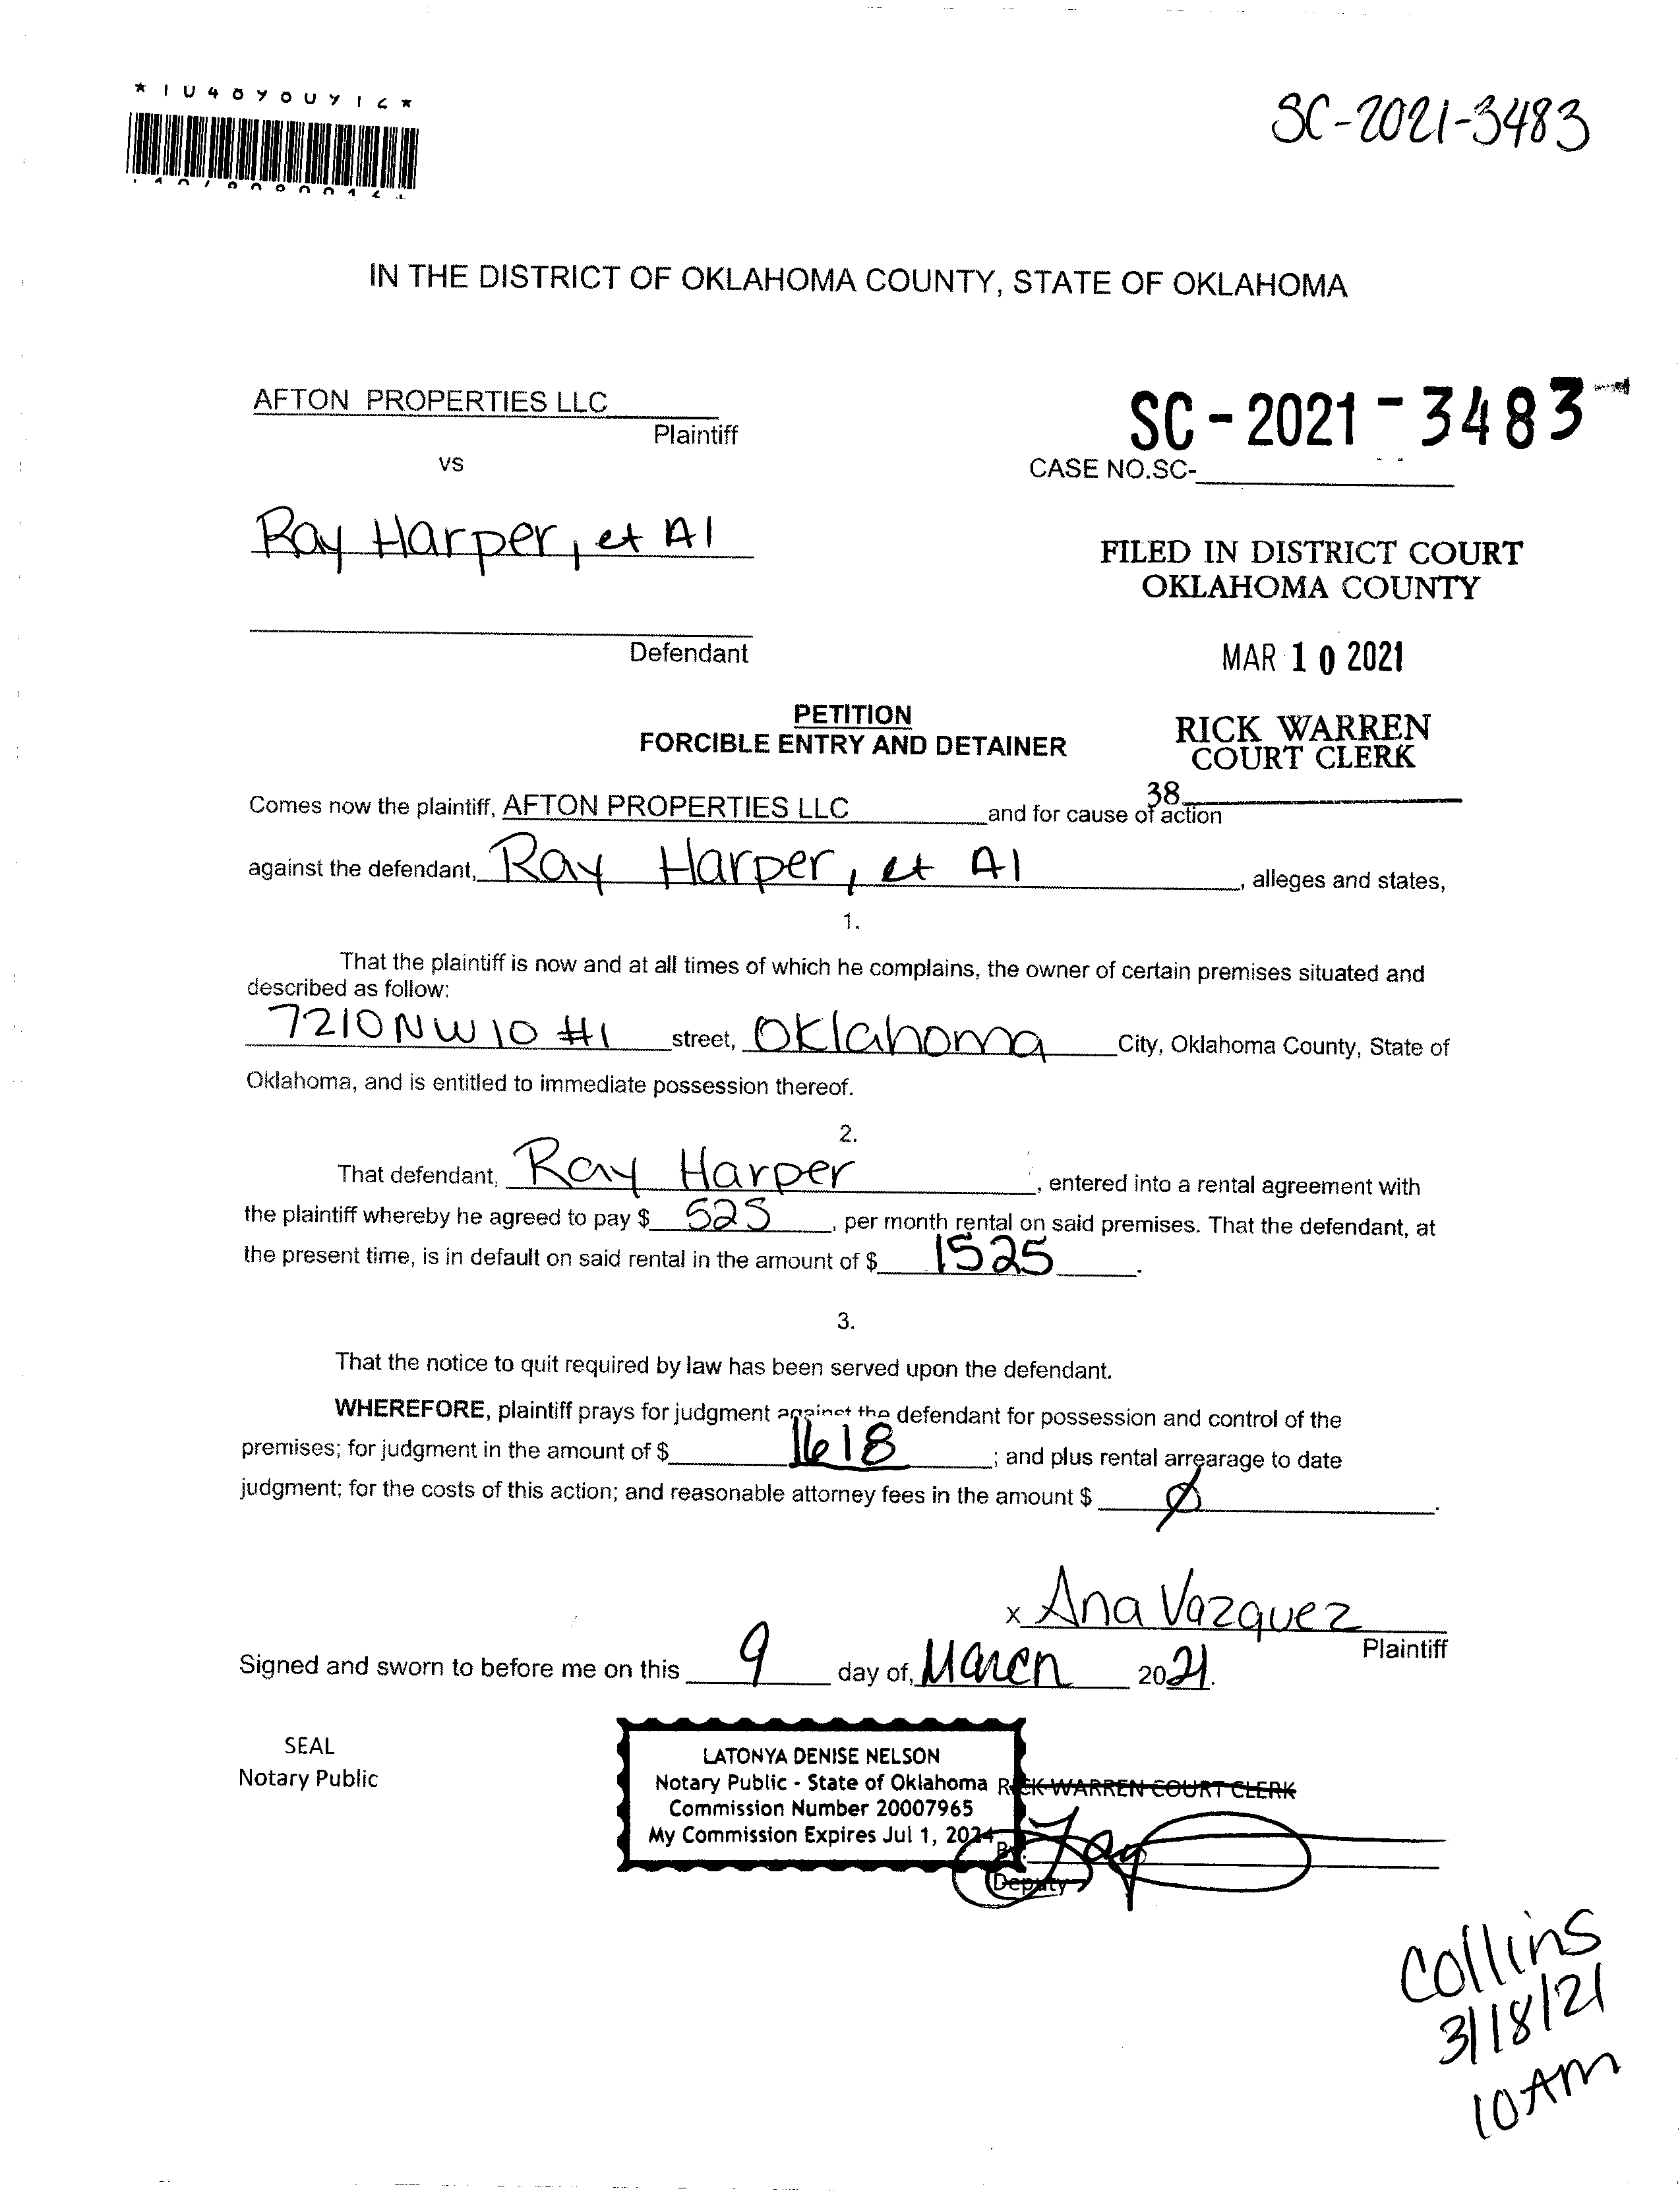 SC-2021-3483
IN THE DISTRICT OF OKLAHOMA COUNTY, STATE OF OKLAHOMA
AFTON PROPERTIES LLC
Plaintiff
SC-2021-3483
vs
CASE NO.SC-
Ray Harper, et Al
FILED IN DISTRICT COURT
OKLAHOMA COUNTY
Defendant
MAR 10 2021
PETITION
FORCIBLE ENTRY AND DETAINER
RICK WARREN
COURT CLERK
38
Comes now the plaintiff, AFTON PROPERTIES LLC and for cause of action
against the defendant, Ray Harper, et Al, alleges and states,
1.
That the plaintiff is now and at all times of which he complains, the owner of certain premises situated and
described as follow:
7210 NW 10 #1 street, Oklahoma City, Oklahoma County, State of
Oklahoma, and is entitled to immediate possession thereof.
2.
That defendant, Ray Harper, entered into a rental agreement with
the plaintiff whereby he agreed to pay $ 525, per month rental on said premises. That the defendant, at
the present time, is in default on said rental in the amount of $ 1525.
3.
That the notice to quit required by law has been served upon the defendant.
WHEREFORE, plaintiff prays for judgment against the defendant for possession and control of the
premises; for judgment in the amount of $ 1618; and plus rental arrearage to date
judgment; for the costs of this action; and reasonable attorney fees in the amount $ Ø.
x Ana Vazquez
Plaintiff
Signed and sworn to before me on this 9 day of, March 2021.
SEAL
Notary Public
LATONYA DENISE NELSON
Notary Public - State of Oklahoma
Commission Number 20007965
My Commission Expires Jul 1, 2024
RICK WARREN COURT CLERK
By:
Deputy
Collins
3/18/21
10 AM